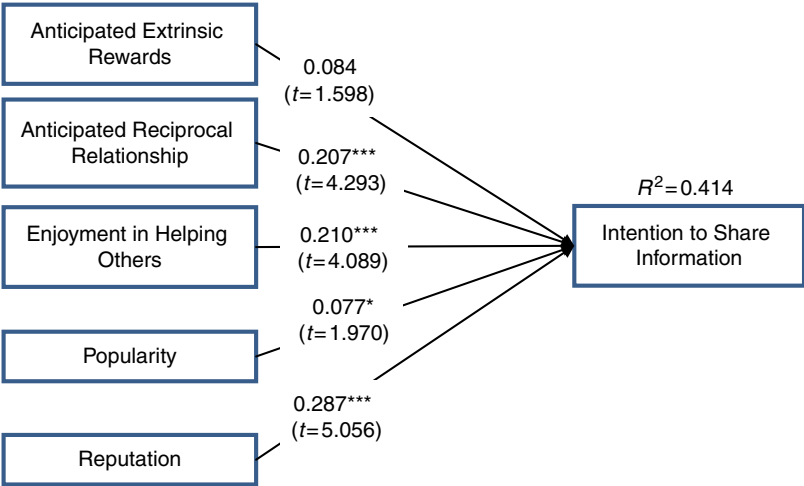 Anticipated Extrinsic
Rewards
0.084
(t=1.598)
Anticipated Reciprocal
Relationship
0.207***
(t=4.293)
R²=0.414
Enjoyment in Helping
Others
0.210***
(t=4.089)
Intention to Share
Information
0.077*
(t=1.970)
Popularity
0.287***
(t=5.056)
Reputation